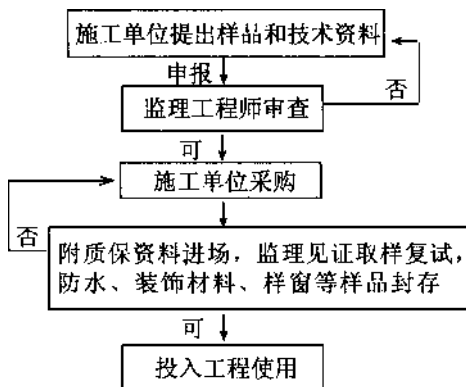 施工单位提出样品和技术资料
申报
否
监理工程师审查
可
施工单位采购
否
附质保资料进场，监理见证取样复试，
防水、装饰材料、样窗等样品封存
可
投入工程使用